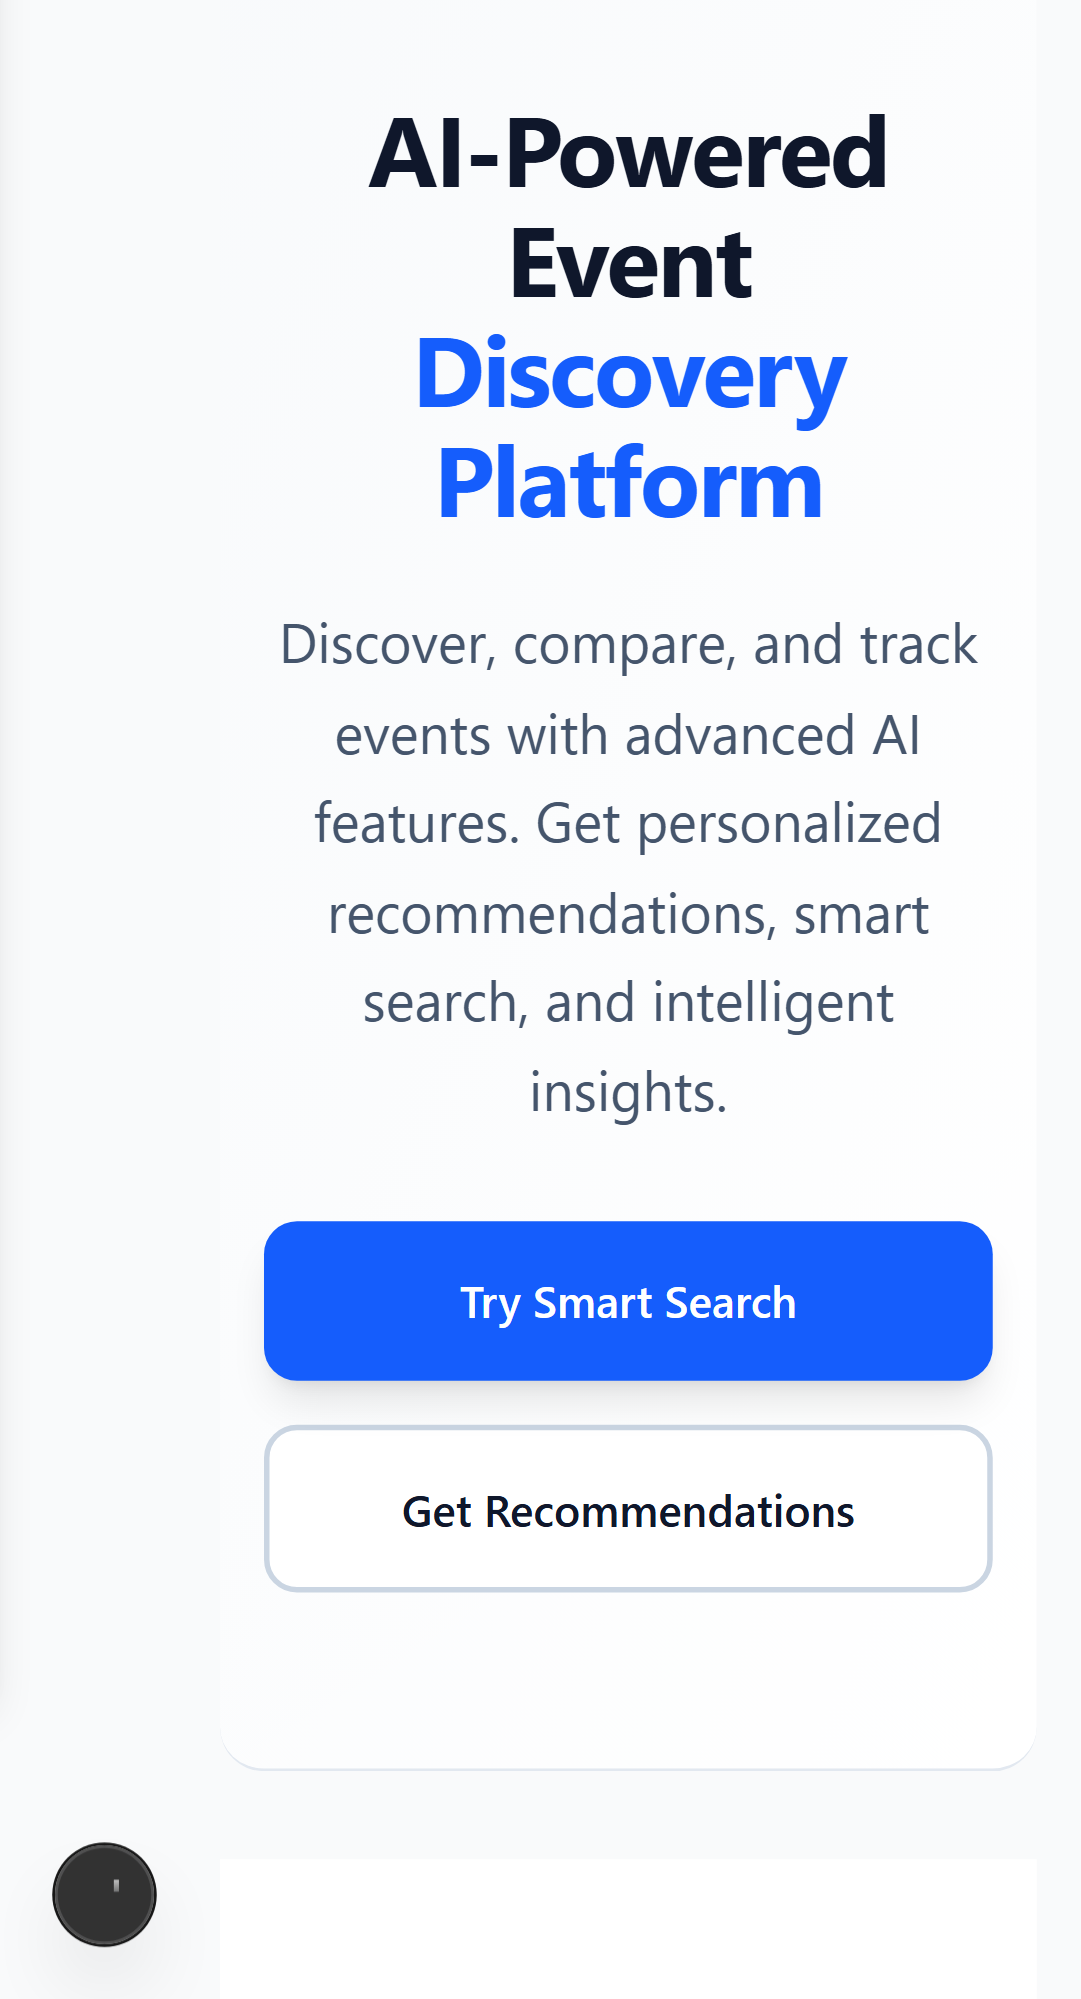 AI-Powered
Event
Discovery
Platform
Discover, compare, and track
events with advanced AI
features. Get personalized
recommendations, smart
search, and intelligent
insights.
Try Smart Search
Get Recommendations